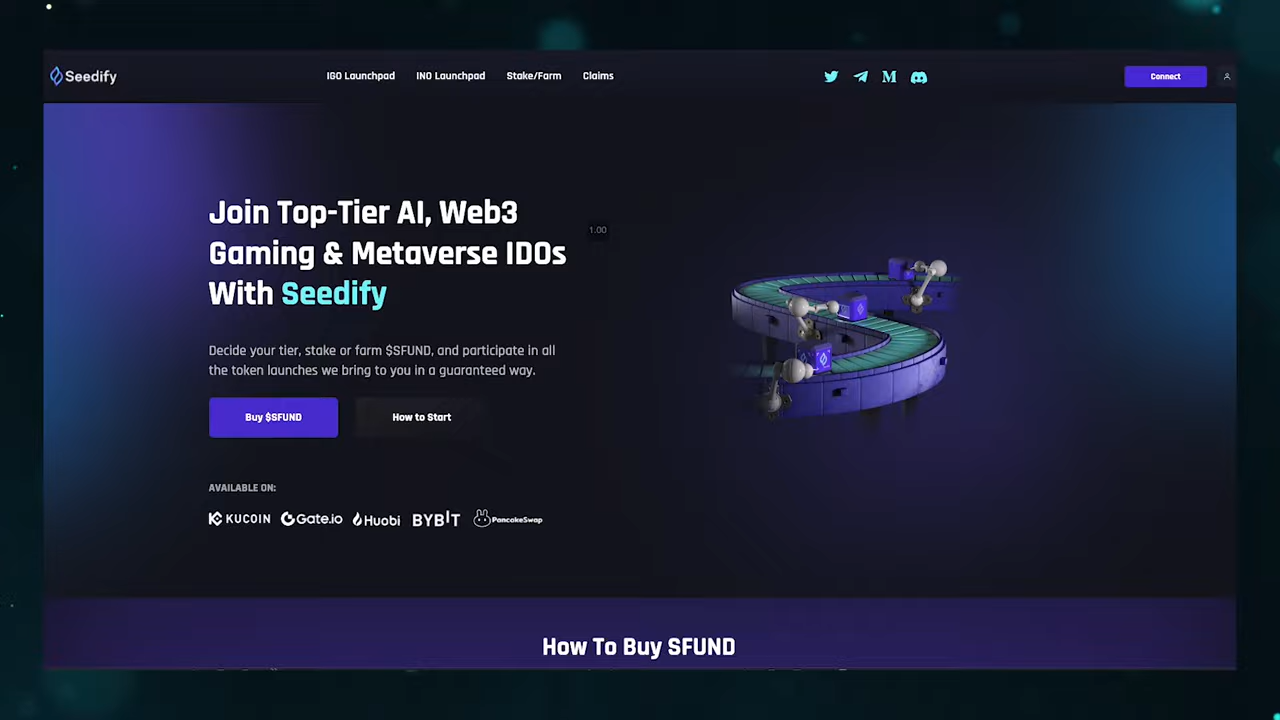 Seedify
IGO Launchpad
INO Launchpad
Stake/Farm
Claims
Connect
Join Top-Tier AI, Web3
Gaming & Metaverse IDOs
With Seedify
1.00
Decide your tier, stake or farm $SFUND, and participate in all
the token launches we bring to you in a guaranteed way.
Buy $SFUND
How to Start
AVAILABLE ON:
KUCOIN
Gate.io
Huobi
BYBIT
PancakeSwap
How To Buy SFUND